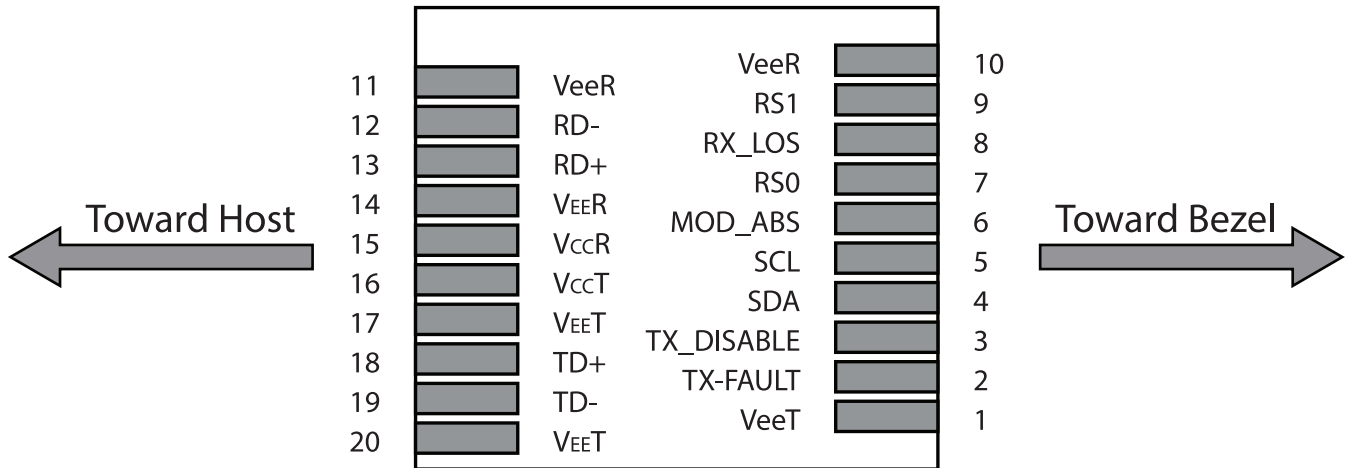 VeeR 10
11 VeeR
RS1 9
12 RD-
RX_LOS 8
13 RD+
RS0 7
14 VEER
MOD_ABS 6
15 VCCR
SCL 5
16 VCCT
SDA 4
17 VEET
TX_DISABLE 3
18 TD+
TX-FAULT 2
19 TD-
VeeT 1
20 VEET
Toward Host
Toward Bezel